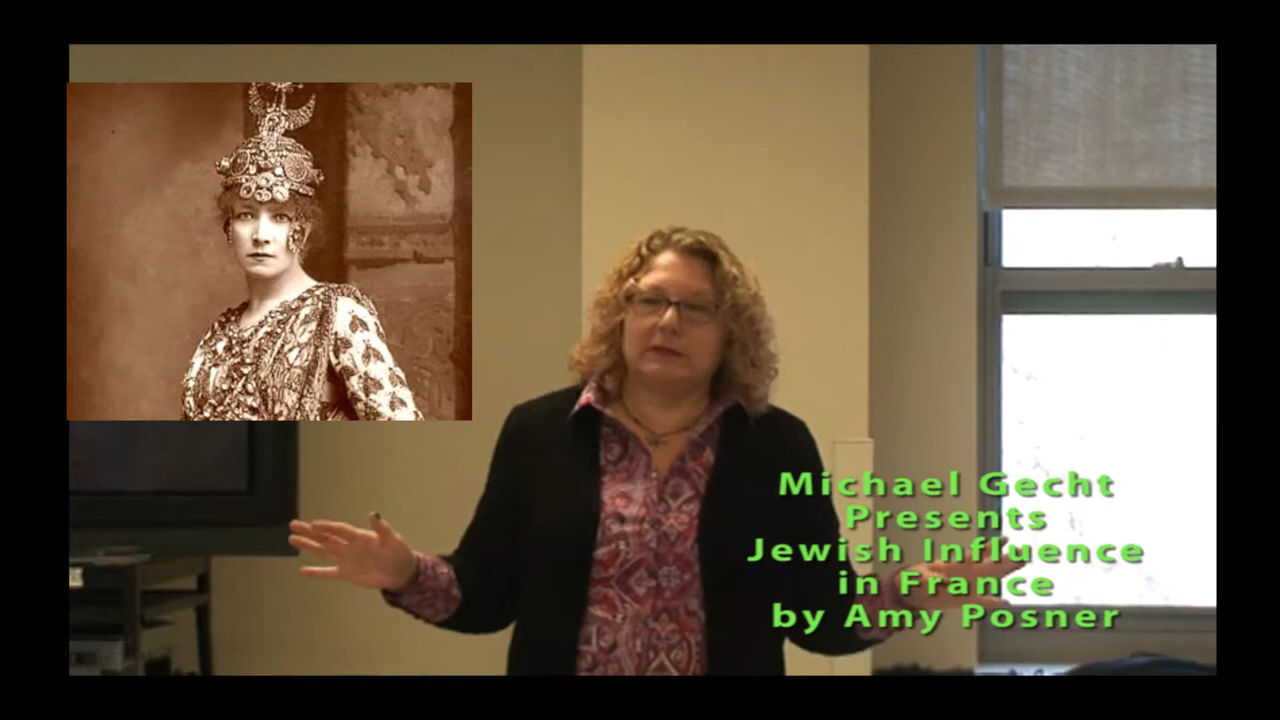 Michael Gecht
Presents
Jewish Influence
in France
by Amy Posner